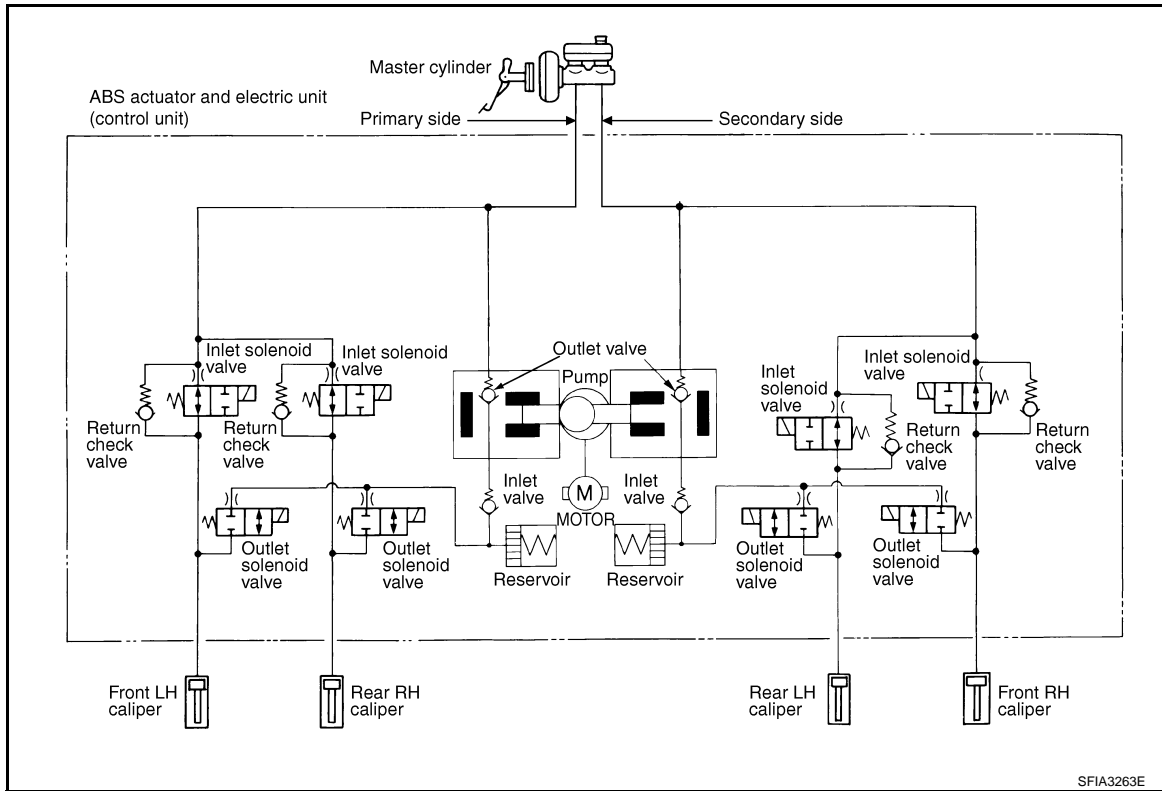 Master cylinder
ABS actuator and electric unit
(control unit)
Primary side
Secondary side
Inlet solenoid
valve
Inlet solenoid
valve
Outlet valve
Pump
Inlet
solenoid
valve
Inlet solenoid
valve
Return
check
valve
Return
check
valve
Return
check
valve
Return
check
valve
Inlet
valve
Inlet
valve
M
MOTOR
Outlet
solenoid
valve
Outlet
solenoid
valve
Reservoir
Reservoir
Outlet
solenoid
valve
Outlet
solenoid
valve
Front LH
caliper
Rear RH
caliper
Rear LH
caliper
Front RH
caliper
SFIA3263E